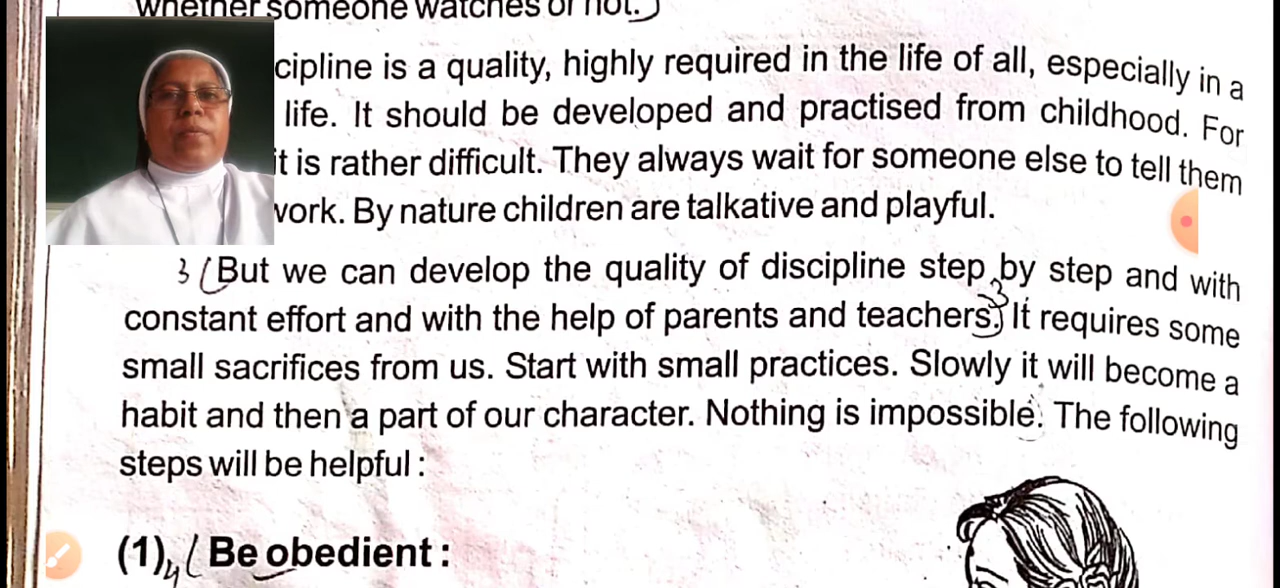 whether someone watches or not.)
cipline is a quality, highly required in the life of all, especially in a
life. It should be developed and practised from childhood. For
it is rather difficult. They always wait for someone else to tell them
work. By nature children are talkative and playful.
3 (But we can develop the quality of discipline step by step and with
constant effort and with the help of parents and teachers.) 3 It requires some
small sacrifices from us. Start with small practices. Slowly it will become a
habit and then a part of our character. Nothing is impossible. The following
steps will be helpful :
(1) 4 ( Be obedient :